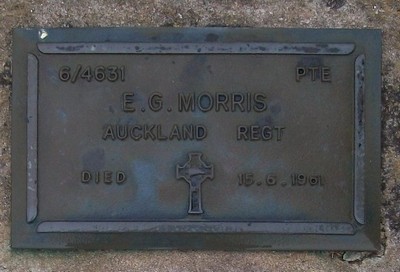 6/4631 PTE
E.G. MORRIS
AUCKLAND REGT
DIED 15.6.1961